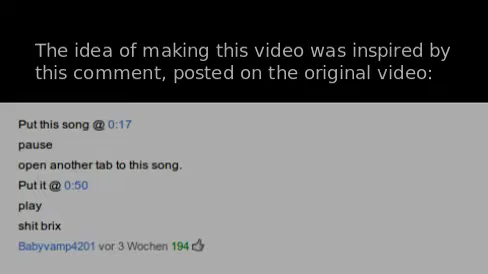 The idea of making this video was inspired by
this comment, posted on the original video:
Put this song @ 0:17
pause
open another tab to this song.
Put it @ 0:50
play
shit brix
Babyvamp4201 vor 3 Wochen 194